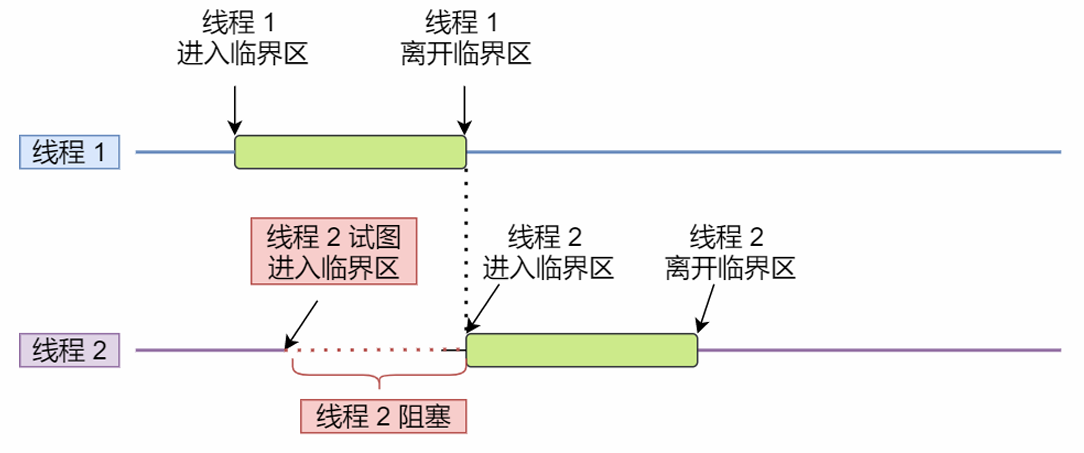 线程 1
进入临界区
线程 1
离开临界区
线程 1
线程 2 试图
进入临界区
线程 2
进入临界区
线程 2
离开临界区
线程 2
线程 2 阻塞